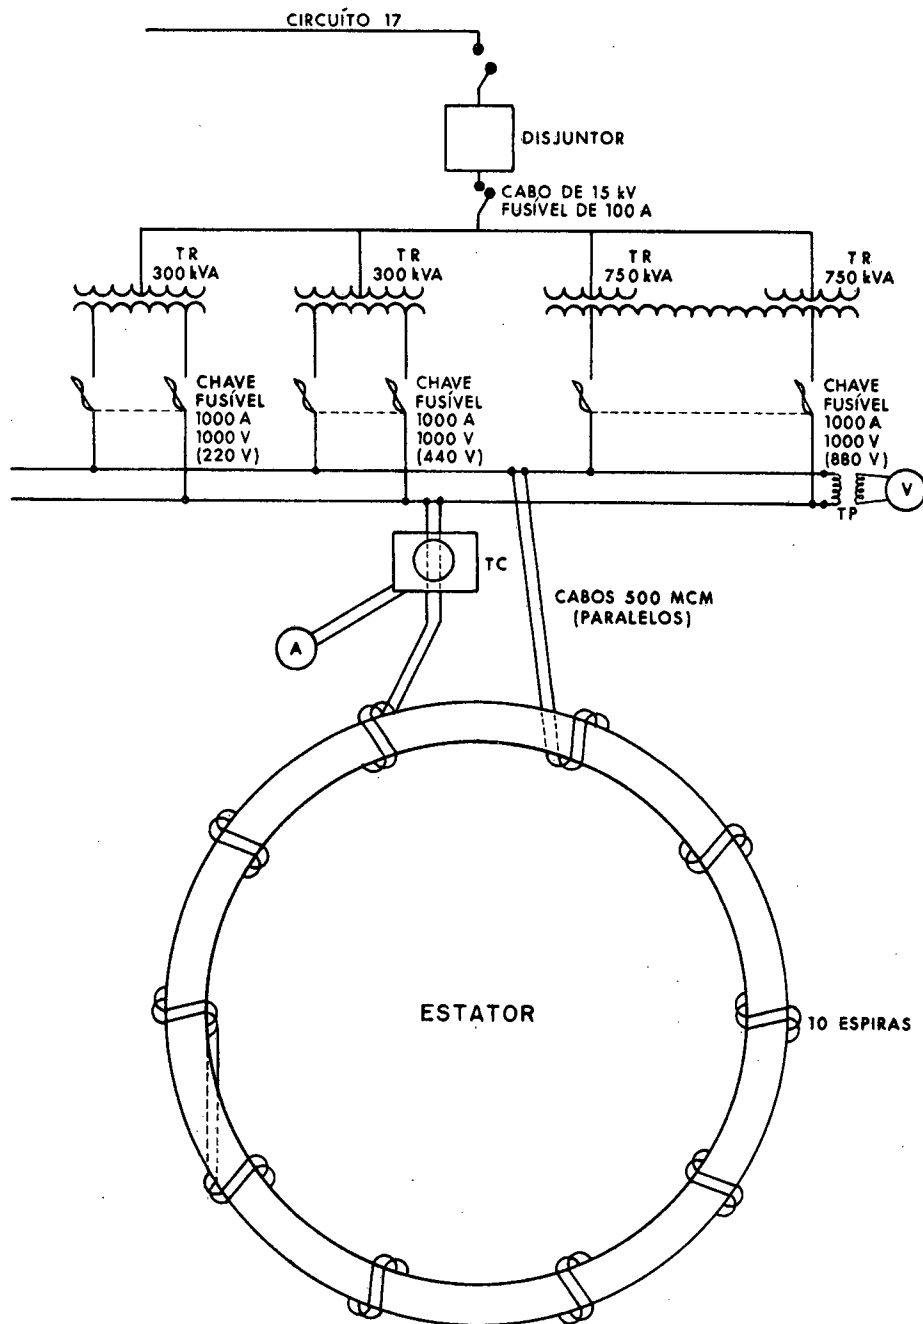 CIRCUÍTO 17
DISJUNTOR
CABO DE 15 kV
FUSÍVEL DE 100 A
TR
300 kVA
TR
300 kVA
TR
750 kVA
TR
750 kVA
CHAVE
FUSÍVEL
1000 A
1000 V
(220 V)
CHAVE
FUSÍVEL
1000 A
1000 V
(440 V)
CHAVE
FUSÍVEL
1000 A
1000 V
(880 V)
V
TP
TC
CABOS 500 MCM
(PARALELOS)
A
ESTATOR
10 ESPIRAS